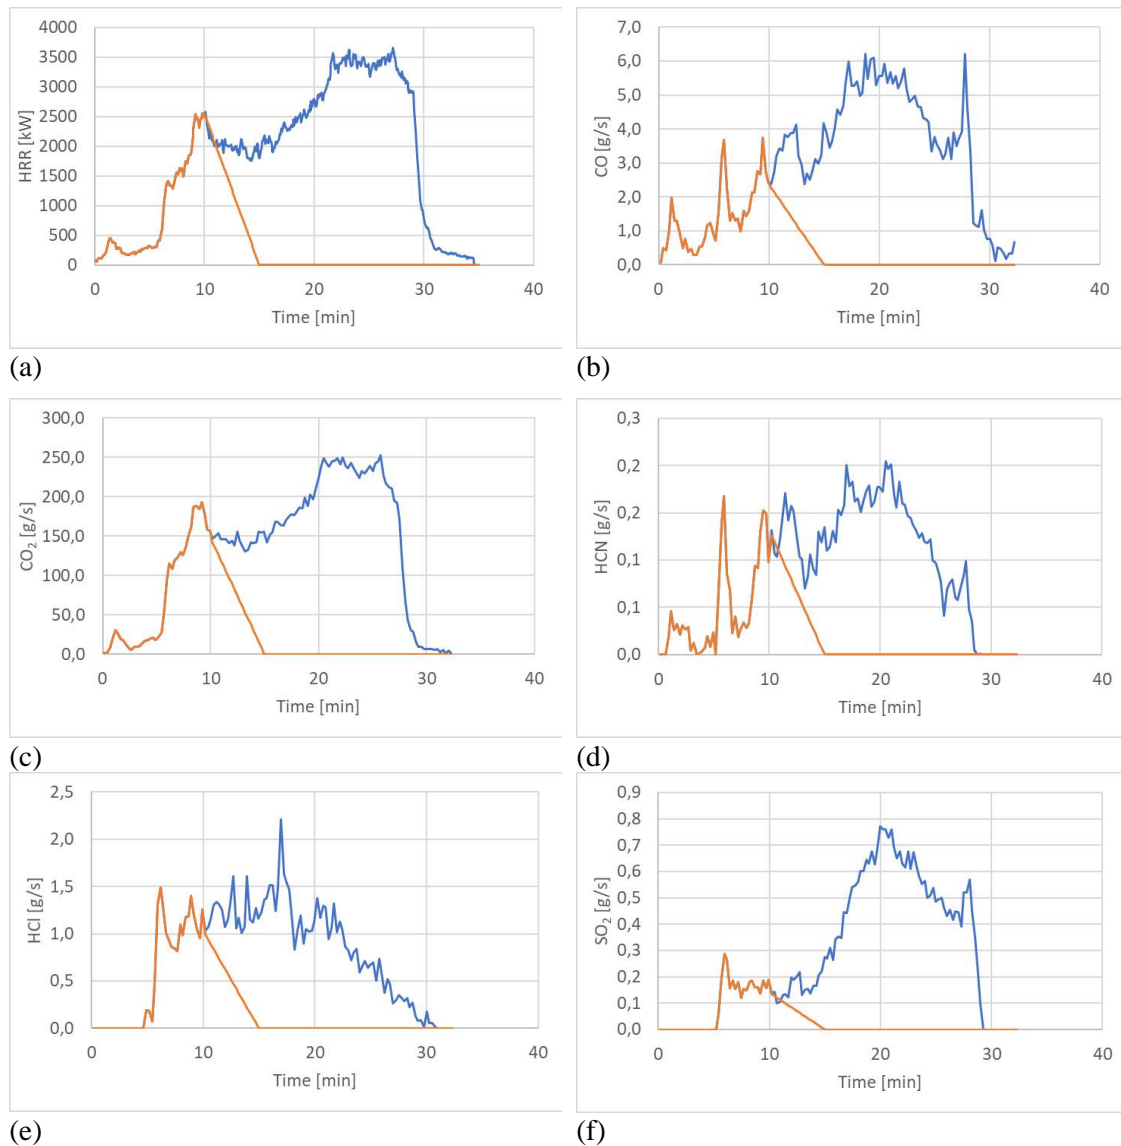 4000
3500
3000
2500
2000
1500
1000
500
0
HRR [kW]
0 10 20 30 40
Time [min]
(a)
7,0
6,0
5,0
4,0
3,0
2,0
1,0
0,0
CO [g/s]
0 10 20 30 40
Time [min]
(b)
300,0
250,0
200,0
150,0
100,0
50,0
0,0
CO₂ [g/s]
0 10 20 30 40
Time [min]
(c)
0,3
0,2
0,2
0,1
0,1
0,0
HCN [g/s]
0 10 20 30 40
Time [min]
(d)
2,5
2,0
1,5
1,0
0,5
0,0
HCl [g/s]
0 10 20 30 40
Time [min]
(e)
0,9
0,8
0,7
0,6
0,5
0,4
0,3
0,2
0,1
0,0
SO₂ [g/s]
0 10 20 30 40
Time [min]
(f)